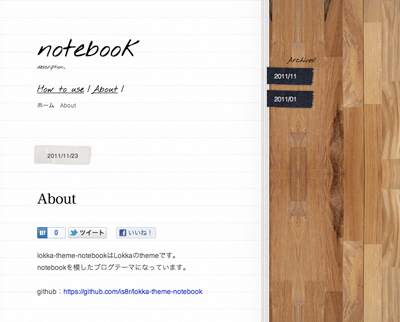 notebook
description...
How to use | About |
ホーム About
2011/11/23
About
B! 0 ツイート いいね！
lokka-theme-notebookはLokkaのthemeです。
notebookを模したブログテーマになっています。
github：https://github.com/is8r/lokka-theme-notebook
Archives!
2011/11
2011/01